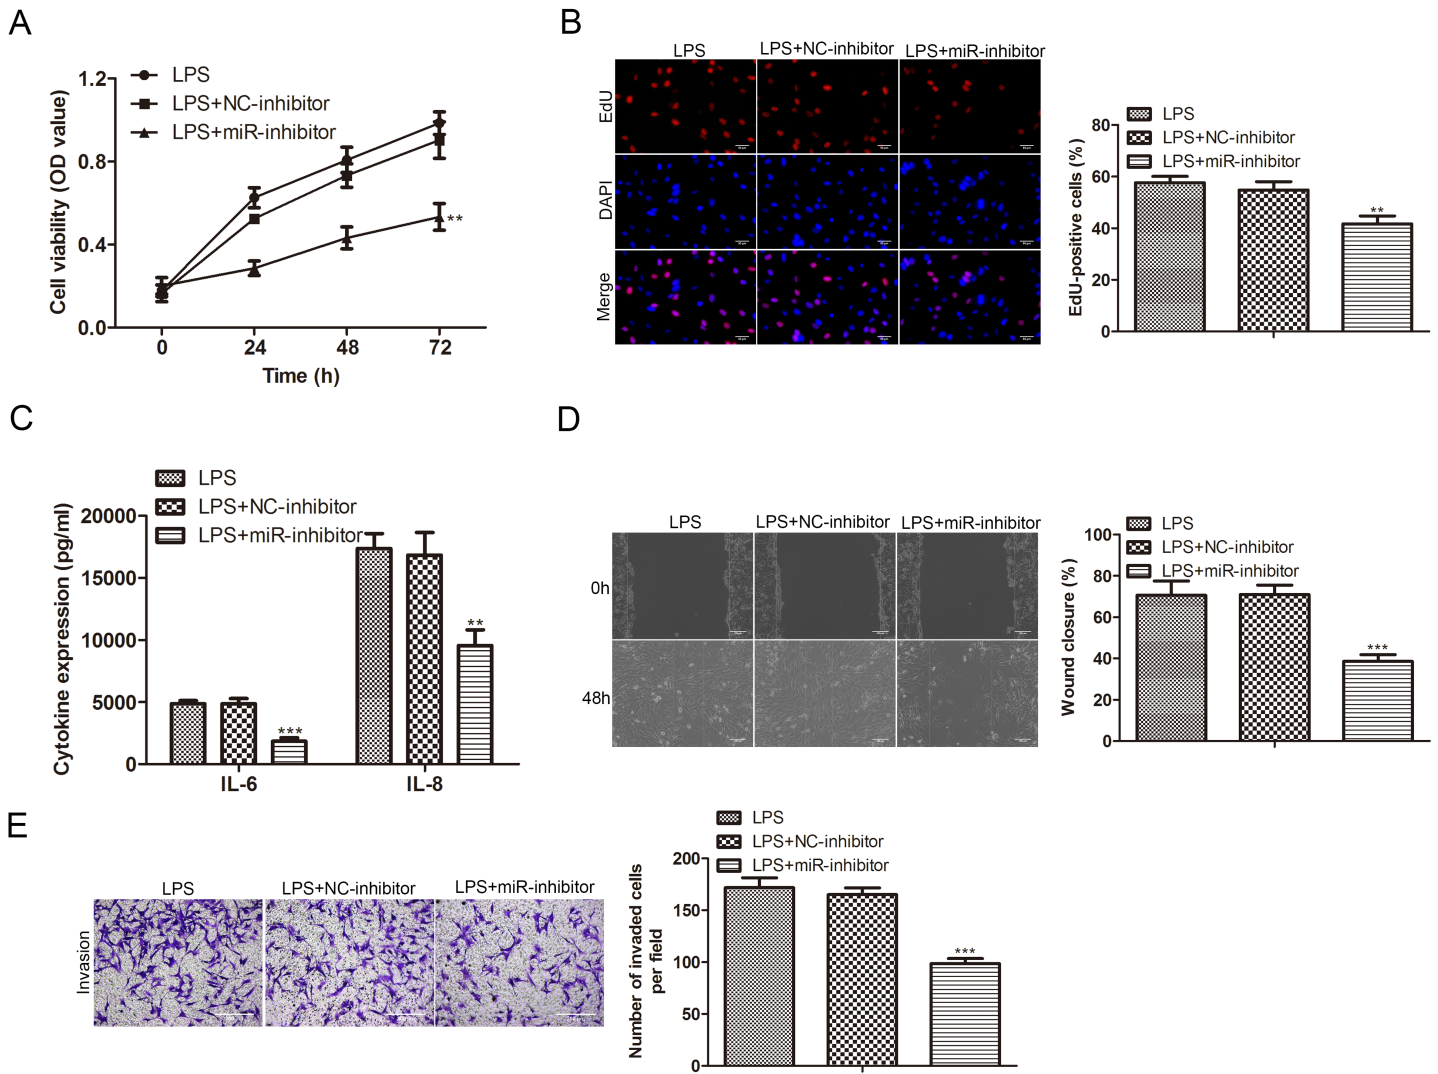 A
1.2
0.8
0.4
0.0
Cell viability (OD value)
LPS
LPS+NC-inhibitor
LPS+miR-inhibitor
**
0 24 48 72
Time (h)
B
LPS LPS+NC-inhibitor LPS+miR-inhibitor
EdU
DAPI
Merge
LPS
LPS+NC-inhibitor
LPS+miR-inhibitor
EdU-positive cells (%)
80
60
40
20
0
**
C
LPS
LPS+NC-inhibitor
LPS+miR-inhibitor
Cytokine expression (pg/ml)
20000
15000
10000
5000
0
***
**
IL-6 IL-8
D
LPS LPS+NC-inhibitor LPS+miR-inhibitor
0h
48h
LPS
LPS+NC-inhibitor
LPS+miR-inhibitor
Wound closure (%)
100
80
60
40
20
0
***
E
LPS LPS+NC-inhibitor LPS+miR-inhibitor
Invasion
LPS
LPS+NC-inhibitor
LPS+miR-inhibitor
Number of invaded cells
per field
200
150
100
50
0
***